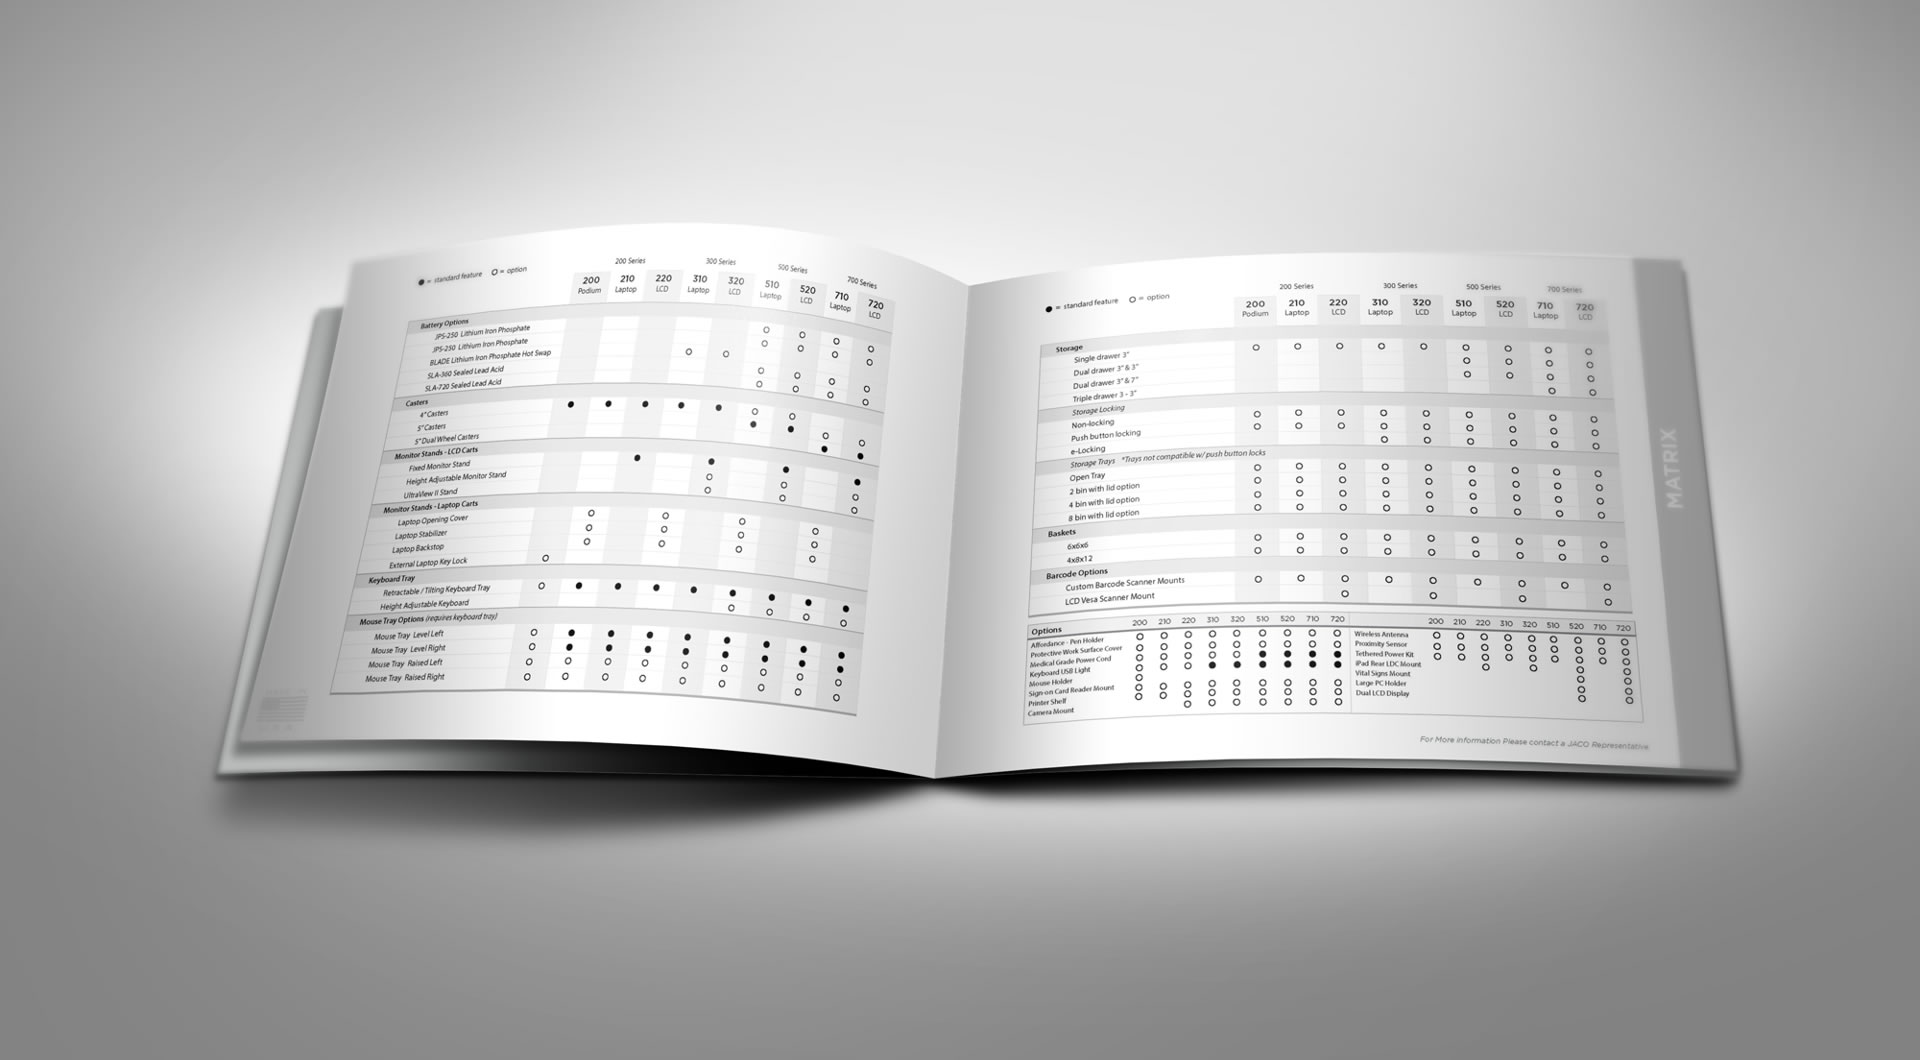 ● = standard feature ○ = option
200 Series 300 Series 500 Series 700 Series
200 210 220 310 320 510 520 710 720
Podium Laptop LCD Laptop LCD Laptop LCD Laptop LCD
Battery Options
JPS-250 Lithium Iron Phosphate
JPS-250 Lithium Iron Phosphate
BLADE Lithium Iron Phosphate Hot Swap
SLA-360 Sealed Lead Acid
SLA-720 Sealed Lead Acid
Casters
4" Casters
5" Casters
5" Dual Wheel Casters
Monitor Stands - LCD Carts
Fixed Monitor Stand
Height Adjustable Monitor Stand
UltraView II Stand
Monitor Stands - Laptop Carts
Laptop Opening Cover
Laptop Stabilizer
Laptop Backstop
External Laptop Key Lock
Keyboard Tray
Retractable / Tilting Keyboard Tray
Height Adjustable Keyboard
Mouse Tray Options (requires keyboard tray)
Mouse Tray Level Left
Mouse Tray Level Right
Mouse Tray Raised Left
Mouse Tray Raised Right
● = standard feature ○ = option
200 Series 300 Series 500 Series 700 Series
200 210 220 310 320 510 520 710 720
Podium Laptop LCD Laptop LCD Laptop LCD Laptop LCD
Storage
Single drawer 3"
Dual drawer 3" & 3"
Dual drawer 3" & 7"
Triple drawer 3 - 3"
Storage Locking
Non-locking
Push button locking
e-Locking
Storage Trays *Trays not compatible w/ push button locks
Open Tray
2 bin with lid option
4 bin with lid option
8 bin with lid option
Baskets
6x6x6
4x8x12
Barcode Options
Custom Barcode Scanner Mounts
LCD Vesa Scanner Mount
Options 200 210 220 310 320 510 520 710 720
Affordance - Pen Holder
Protective Work Surface Cover
Medical Grade Power Cord
Keyboard USB Light
Mouse Holder
Sign-on Card Reader Mount
Printer Shelf
Camera Mount
200 210 220 310 320 510 520 710 720
Wireless Antenna
Proximity Sensor
Tethered Power Kit
iPad Rear LDC Mount
Vital Signs Mount
Large PC Holder
Dual LCD Display
For More Information Please contact a JACO Representative
MATRIX